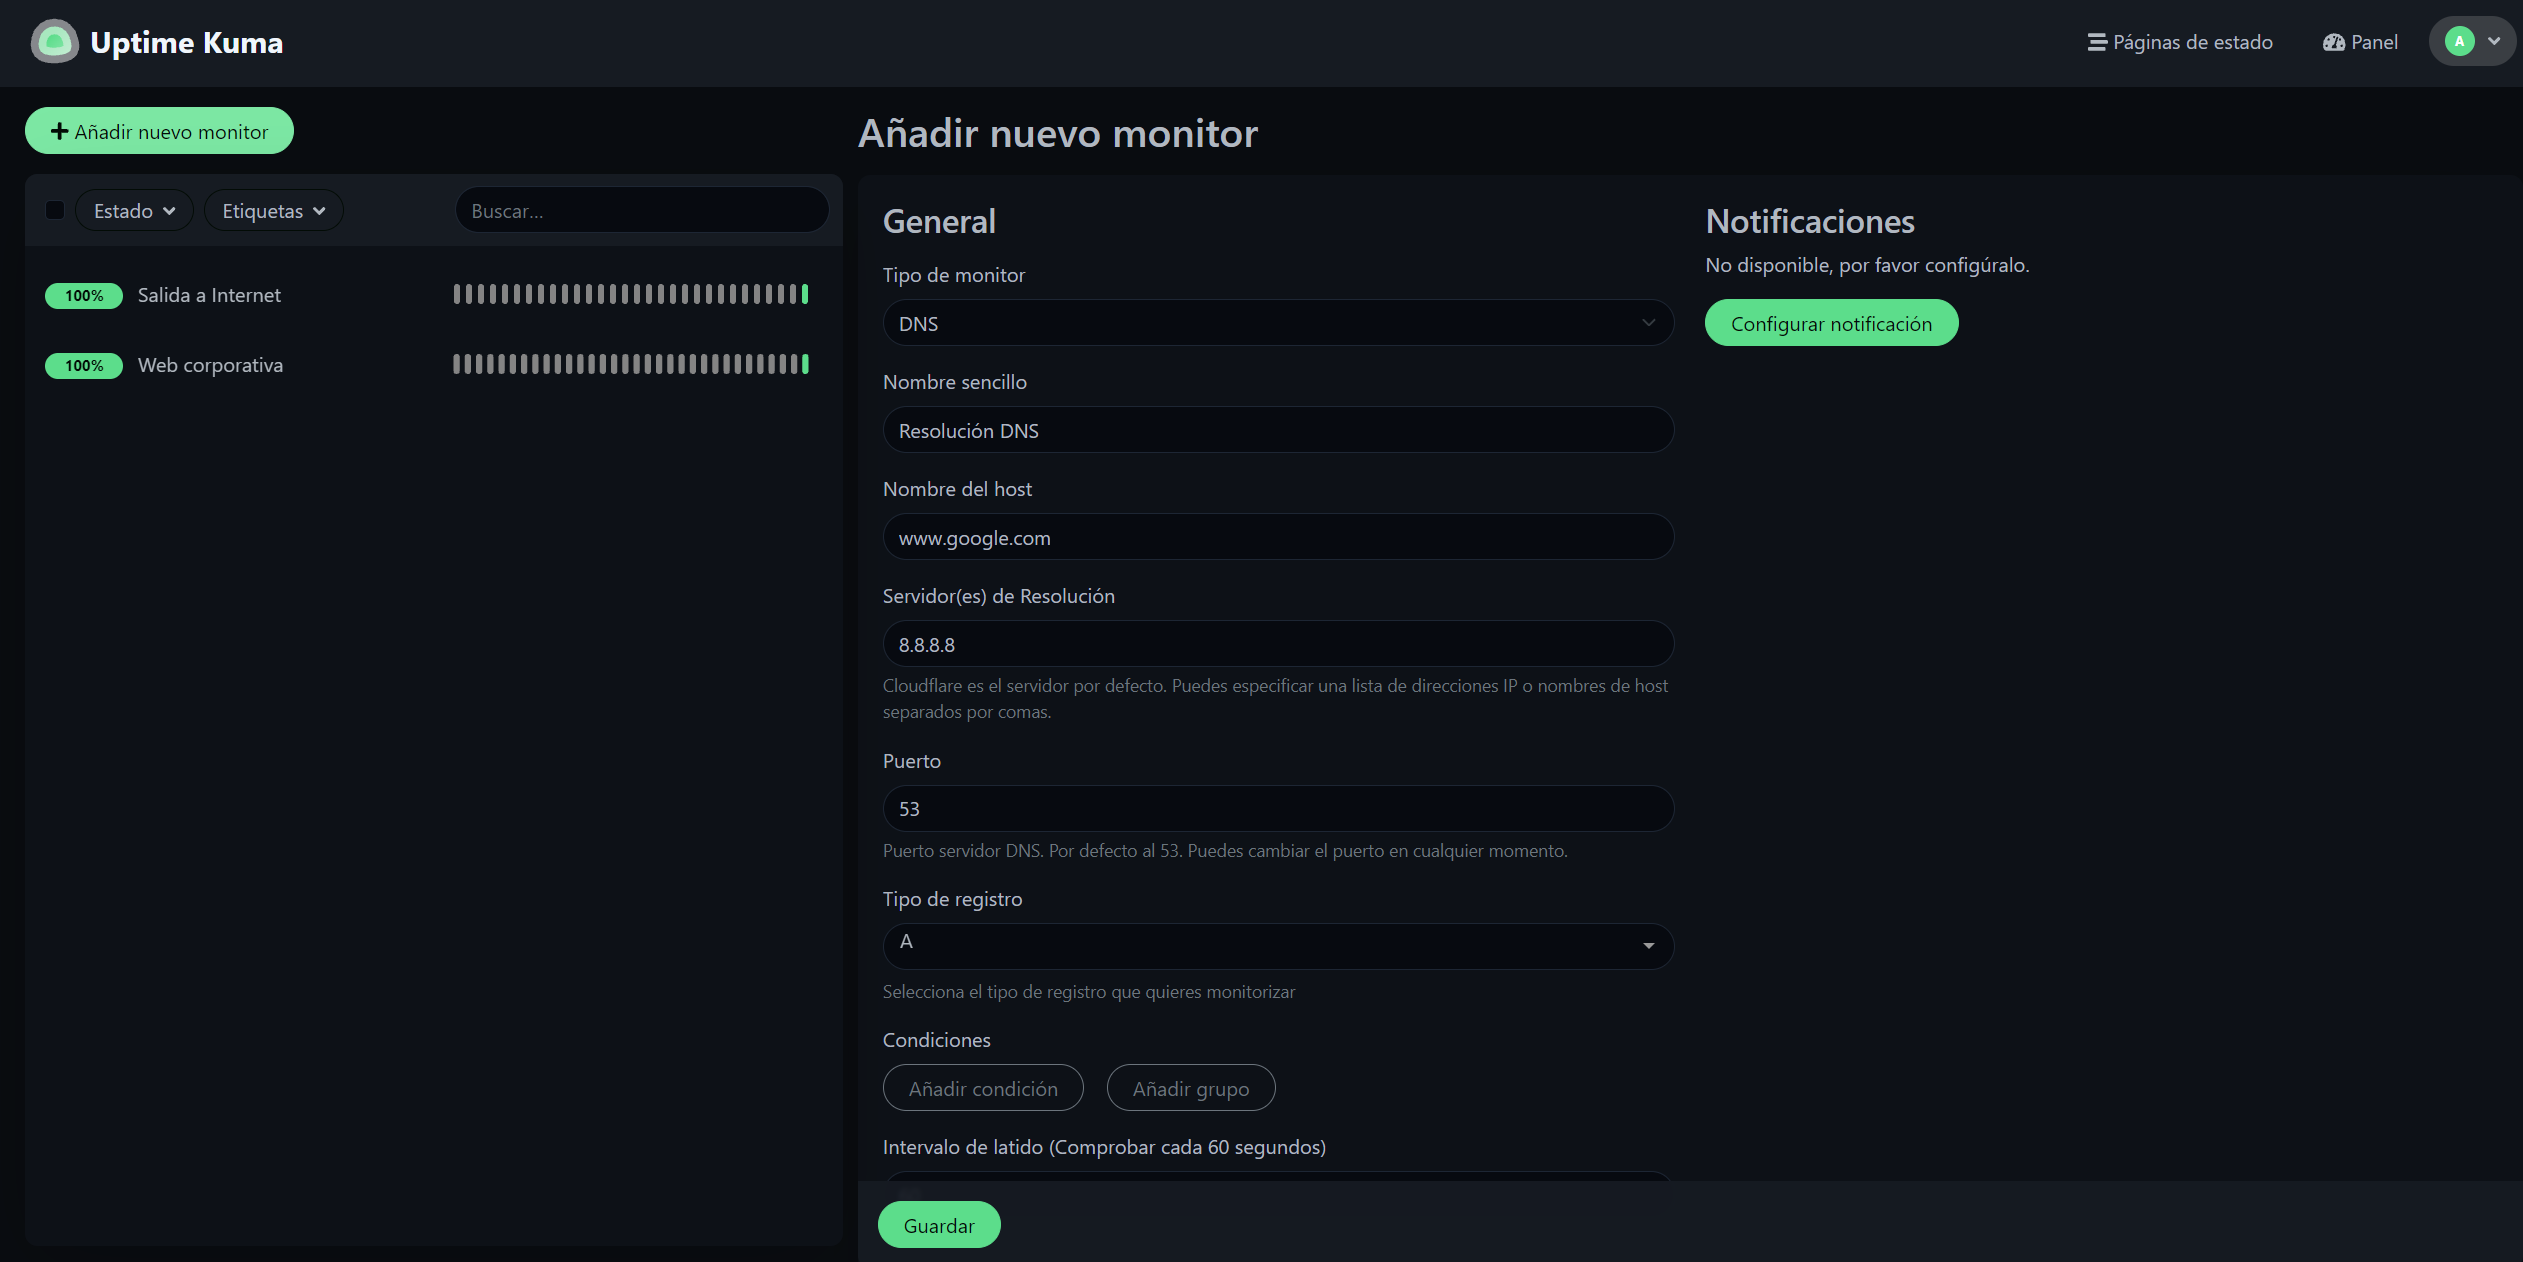 Uptime Kuma
Páginas de estado
Panel
A
Añadir nuevo monitor
Estado
Etiquetas
Buscar...
100%
Salida a Internet
100%
Web corporativa
Añadir nuevo monitor
General
Tipo de monitor
DNS
Nombre sencillo
Resolución DNS
Nombre del host
www.google.com
Servidor(es) de Resolución
8.8.8.8
Cloudflare es el servidor por defecto. Puedes especificar una lista de direcciones IP o nombres de host
separados por comas.
Puerto
53
Puerto servidor DNS. Por defecto al 53. Puedes cambiar el puerto en cualquier momento.
Tipo de registro
A
Selecciona el tipo de registro que quieres monitorizar
Condiciones
Añadir condición
Añadir grupo
Intervalo de latido (Comprobar cada 60 segundos)
Guardar
Notificaciones
No disponible, por favor configúralo.
Configurar notificación